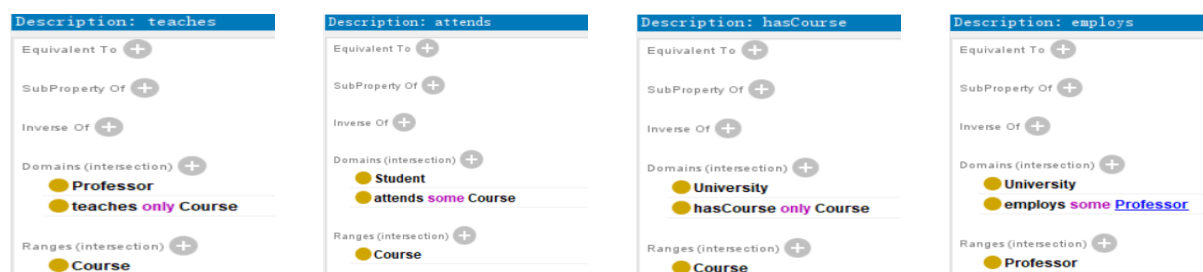 Description: teaches
Equivalent To
SubProperty Of
Inverse Of
Domains (intersection)
Professor
teaches only Course
Ranges (intersection)
Course
Description: attends
Equivalent To
SubProperty Of
Inverse Of
Domains (intersection)
Student
attends some Course
Ranges (intersection)
Course
Description: hasCourse
Equivalent To
SubProperty Of
Inverse Of
Domains (intersection)
University
hasCourse only Course
Ranges (intersection)
Course
Description: employs
Equivalent To
SubProperty Of
Inverse Of
Domains (intersection)
University
employs some Professor
Ranges (intersection)
Professor